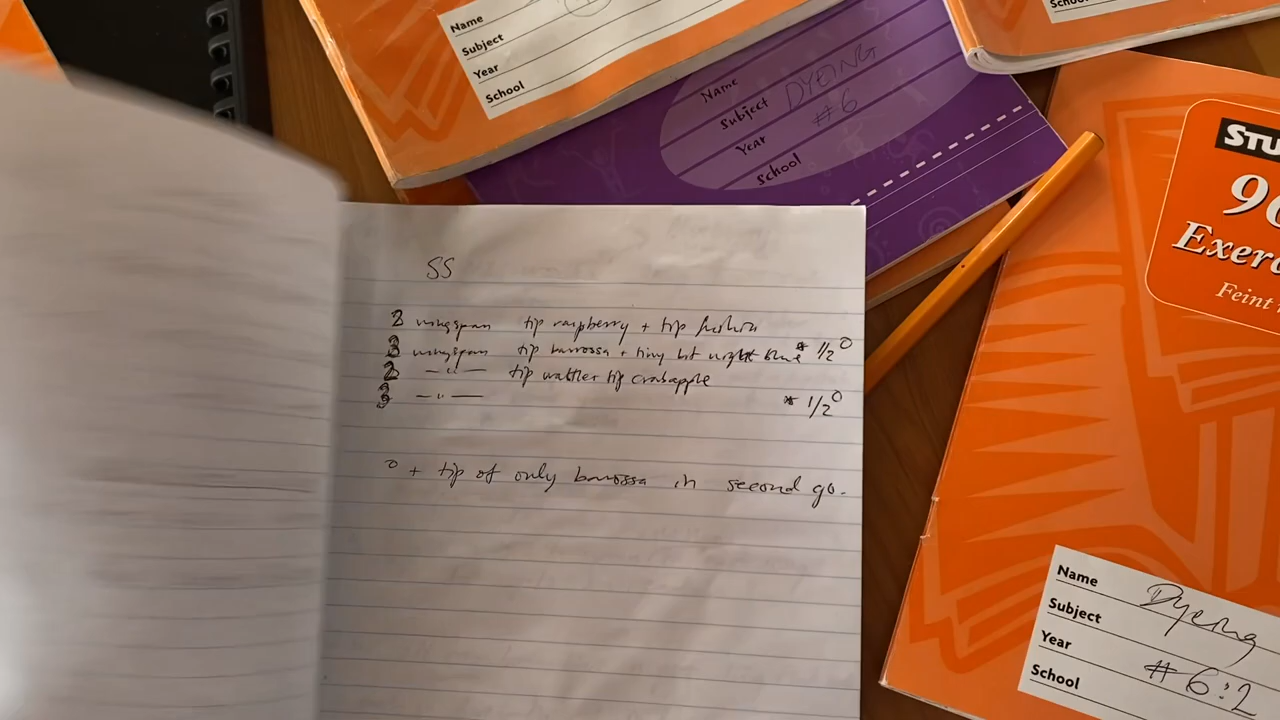 Name
Subject
Year
School
Name
Subject DYEING
Year #6
School
School
STU
96
Exerc
Feint
SS
2 wingspan tip raspberry + tip
3 wingspan tip barossa + tiny bit night blue * 1/2 °
2 —"— tip wattle tip crabapple
—"— * 1/2 °
° + tip of only barossa in second go.
Name Dyeing
Subject
Year #6:2
School